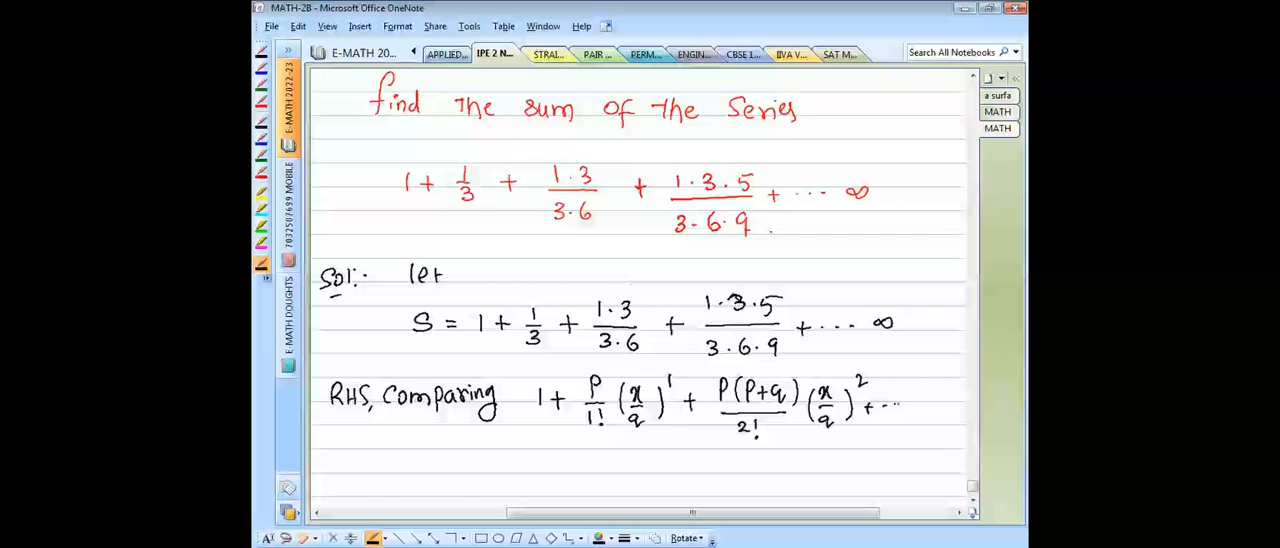 MATH-2B - Microsoft Office OneNote
File Edit View Insert Format Share Tools Table Window Help
E-MATH 20... APPLIED... IPE 2 N... STRAI... PAIR ... PERM... ENGIN... CBSE 1... IIVA V... SAT M... Search All Notebooks
E-MATH 2022-23
7032507699 MOBILE
E-MATH DOUGHTS
a surfa
MATH
MATH
find the sum of the Series
1 + 1/3 + 1·3/3·6 + 1·3·5/3·6·9 + ··· ∞
Sol:- let
S = 1 + 1/3 + 1·3/3·6 + 1·3·5/3·6·9 + ··· ∞
RHS, Comparing 1 + P/1! (x/q)^1 + P(P+q)/2! (x/q)^2 + ···
Rotate